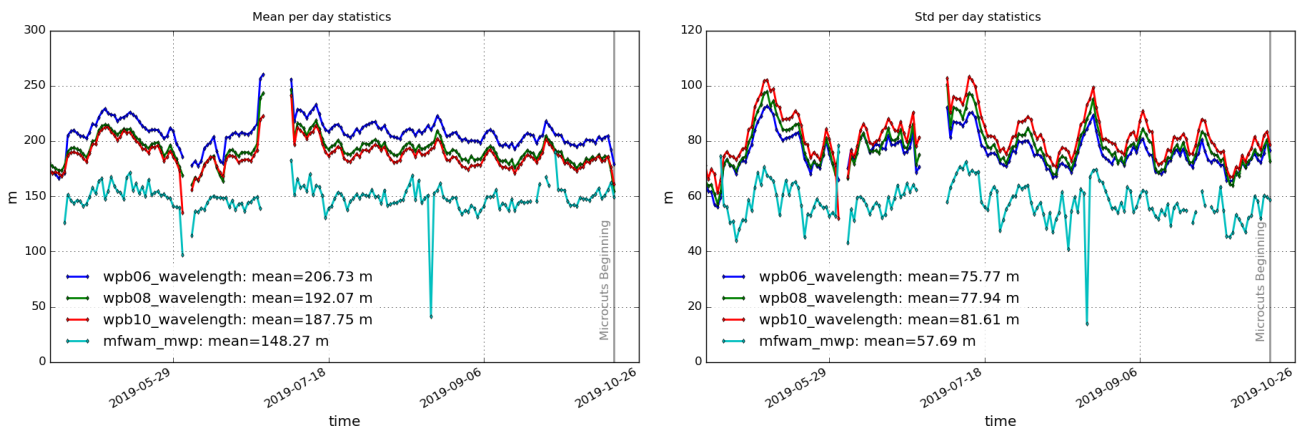 Mean per day statistics
300
250
200
150
100
50
0
m
wpb06_wavelength: mean=206.73 m
wpb08_wavelength: mean=192.07 m
wpb10_wavelength: mean=187.75 m
mfwam_mwp: mean=148.27 m
Microcuts Beginning
2019-05-29
2019-07-18
2019-09-06
2019-10-26
time
Std per day statistics
120
100
80
60
40
20
0
m
wpb06_wavelength: mean=75.77 m
wpb08_wavelength: mean=77.94 m
wpb10_wavelength: mean=81.61 m
mfwam_mwp: mean=57.69 m
Microcuts Beginning
2019-05-29
2019-07-18
2019-09-06
2019-10-26
time